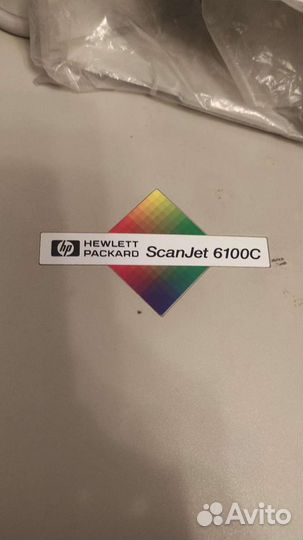 hp HEWLETT PACKARD ScanJet 6100C
Avito